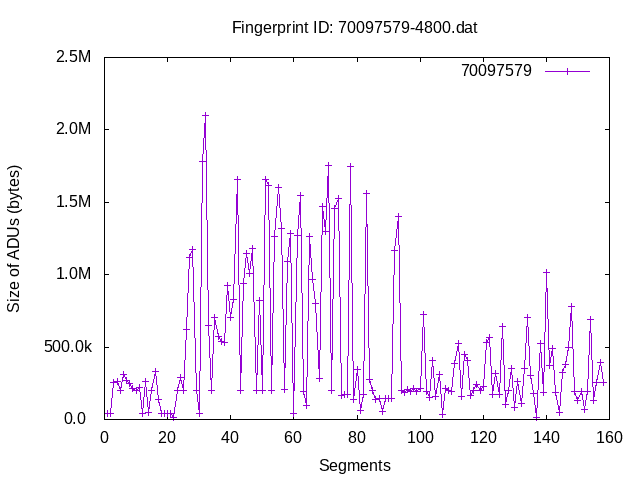 Fingerprint ID: 70097579-4800.dat
2.5M
70097579
2.0M
1.5M
1.0M
500.0k
0.0
0 20 40 60 80 100 120 140 160
Size of ADUs (bytes)
Segments